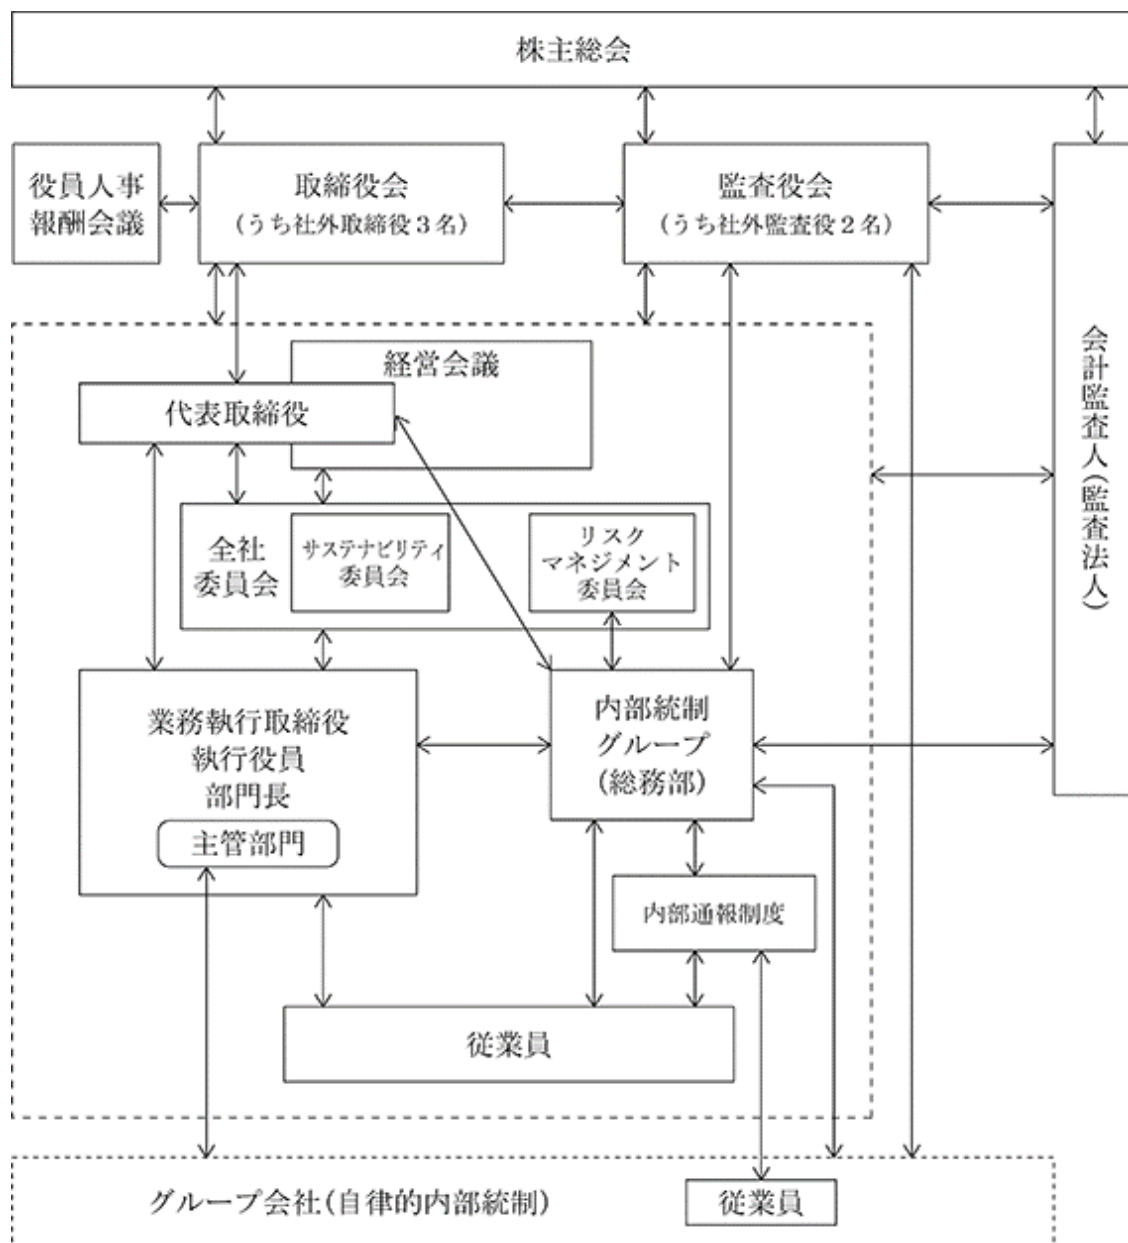 株主総会
役員人事
報酬会議
取締役会
(うち社外取締役3名)
監査役会
(うち社外監査役2名)
会計監査人(監査法人)
経営会議
代表取締役
全社
委員会
サステナビリティ
委員会
リスク
マネジメント
委員会
業務執行取締役
執行役員
部門長
主管部門
内部統制
グループ
(総務部)
内部通報制度
従業員
グループ会社(自律的内部統制)
従業員